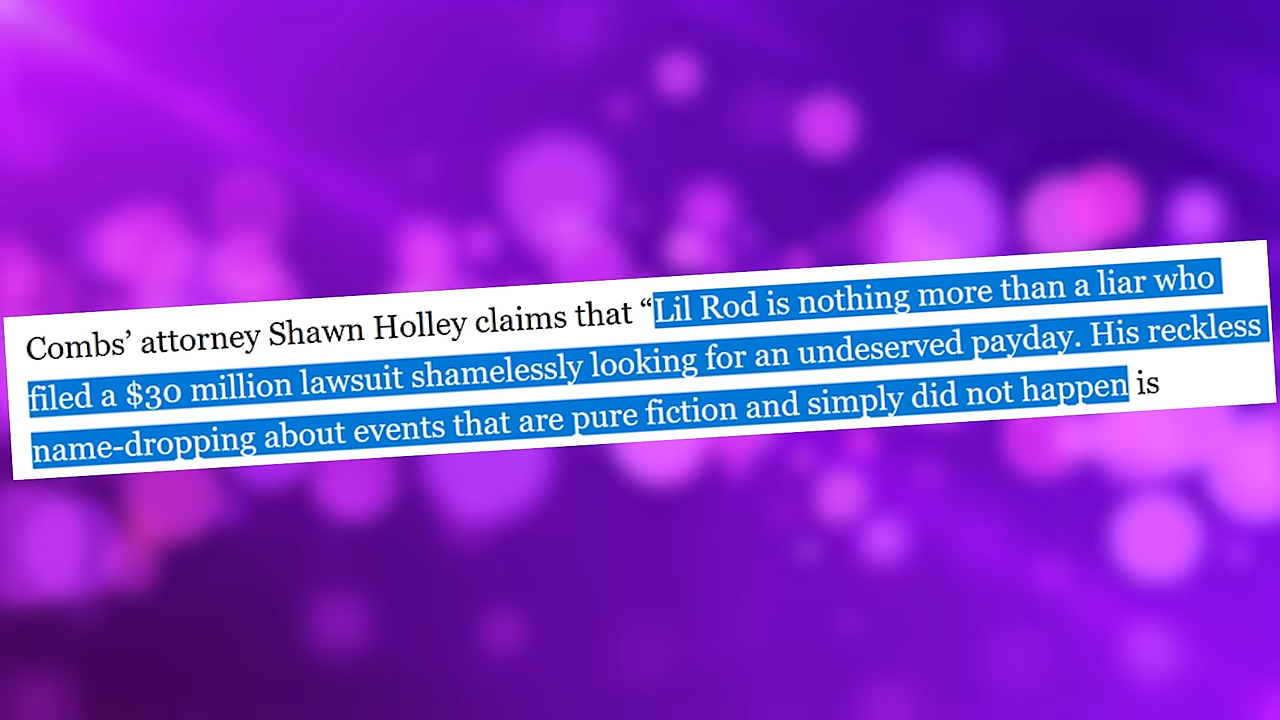 Combs’ attorney Shawn Holley claims that “Lil Rod is nothing more than a liar who
filed a $30 million lawsuit shamelessly looking for an undeserved payday. His reckless
name-dropping about events that are pure fiction and simply did not happen is